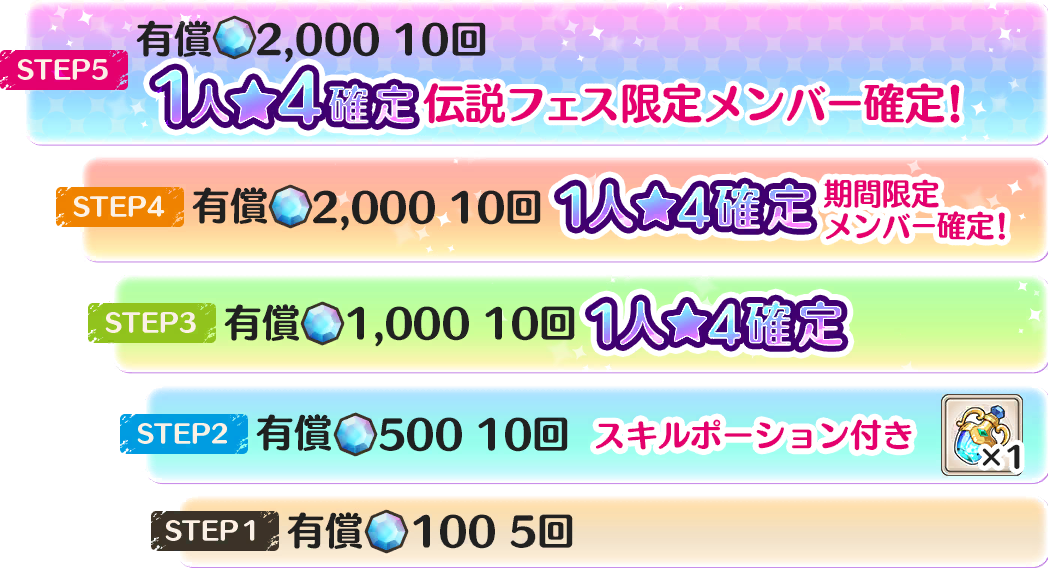 STEP5 有償2,000 10回
1人★4確定 伝説フェス限定メンバー確定!
STEP4 有償2,000 10回 1人★4確定 期間限定
メンバー確定!
STEP3 有償1,000 10回 1人★4確定
STEP2 有償500 10回 スキルポーション付き ×1
STEP1 有償100 5回